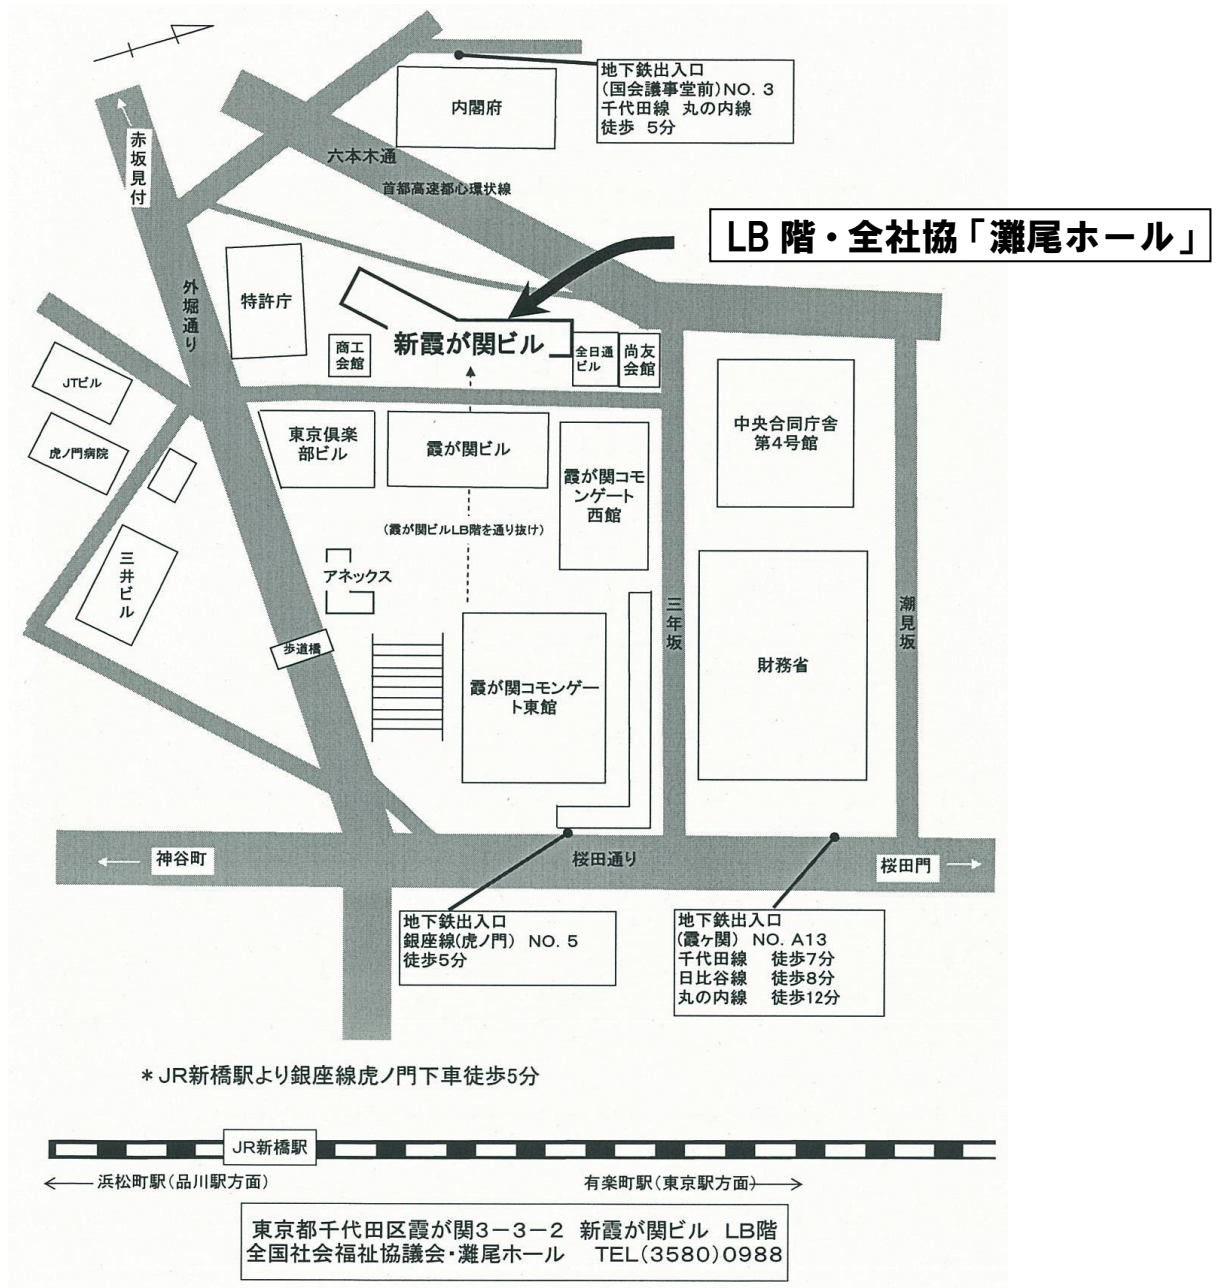 地下鉄出入口
(国会議事堂前)NO. 3
千代田線 丸の内線
徒歩 5分
内閣府
赤坂見付
六本木通
首都高速都心環状線
LB 階・全社協「灘尾ホール」
外堀通り
特許庁
商工
会館
新霞が関ビル
全日通
ビル
尚友
会館
JTビル
虎ノ門病院
東京倶楽
部ビル
霞が関ビル
中央合同庁舎
第4号館
霞が関コモ
ンゲート
西館
(霞が関ビルLB階を通り抜け)
三井ビル
アネックス
三年坂
潮見坂
歩道橋
霞が関コモンゲー
ト東館
財務省
神谷町
桜田通り
桜田門
地下鉄出入口
銀座線(虎ノ門) NO. 5
徒歩5分
地下鉄出入口
(霞ヶ関) NO. A13
千代田線 徒歩7分
日比谷線 徒歩8分
丸の内線 徒歩12分
*JR新橋駅より銀座線虎ノ門下車徒歩5分
JR新橋駅
浜松町駅(品川駅方面)
有楽町駅(東京駅方面)
東京都千代田区霞が関3-3-2 新霞が関ビル LB階
全国社会福祉協議会・灘尾ホール TEL(3580)0988